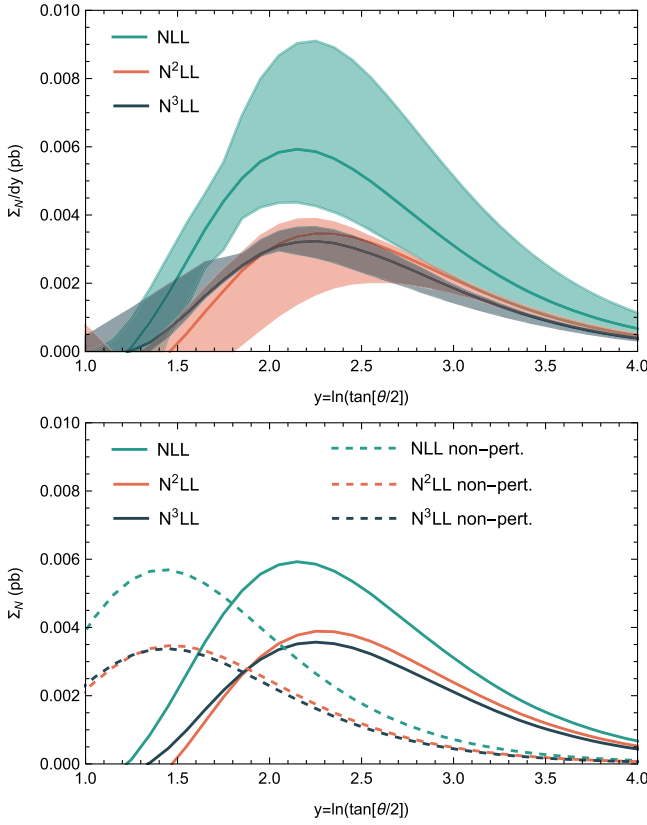 0.010
0.008
0.006
0.004
0.002
0.000
Σ_N/dy (pb)
NLL
N²LL
N³LL
1.0 1.5 2.0 2.5 3.0 3.5 4.0
y=ln(tan[θ/2])
0.010
0.008
0.006
0.004
0.002
0.000
Σ_N (pb)
NLL
N²LL
N³LL
NLL non−pert.
N²LL non−pert.
N³LL non−pert.
1.0 1.5 2.0 2.5 3.0 3.5 4.0
y=ln(tan[θ/2])